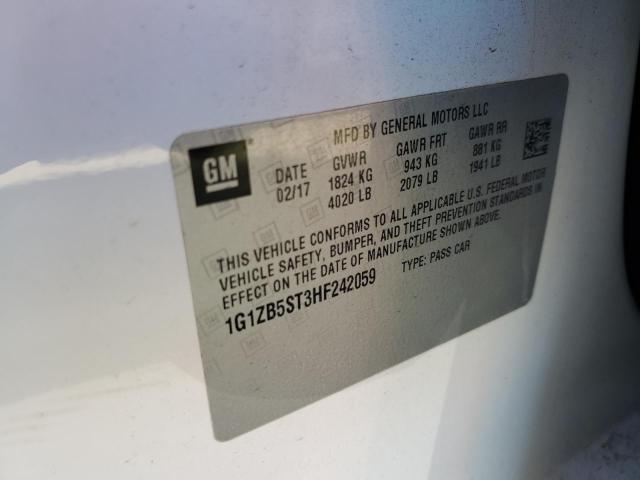 MFD BY GENERAL MOTORS LLC
GM
DATE GVWR GAWR FRT GAWR RR
02/17 1824 KG 943 KG 881 KG
4020 LB 2079 LB 1941 LB
THIS VEHICLE CONFORMS TO ALL APPLICABLE U.S. FEDERAL MOTOR
VEHICLE SAFETY, BUMPER, AND THEFT PREVENTION STANDARDS IN
EFFECT ON THE DATE OF MANUFACTURE SHOWN ABOVE.
1G1ZB5ST3HF242059 TYPE: PASS CAR